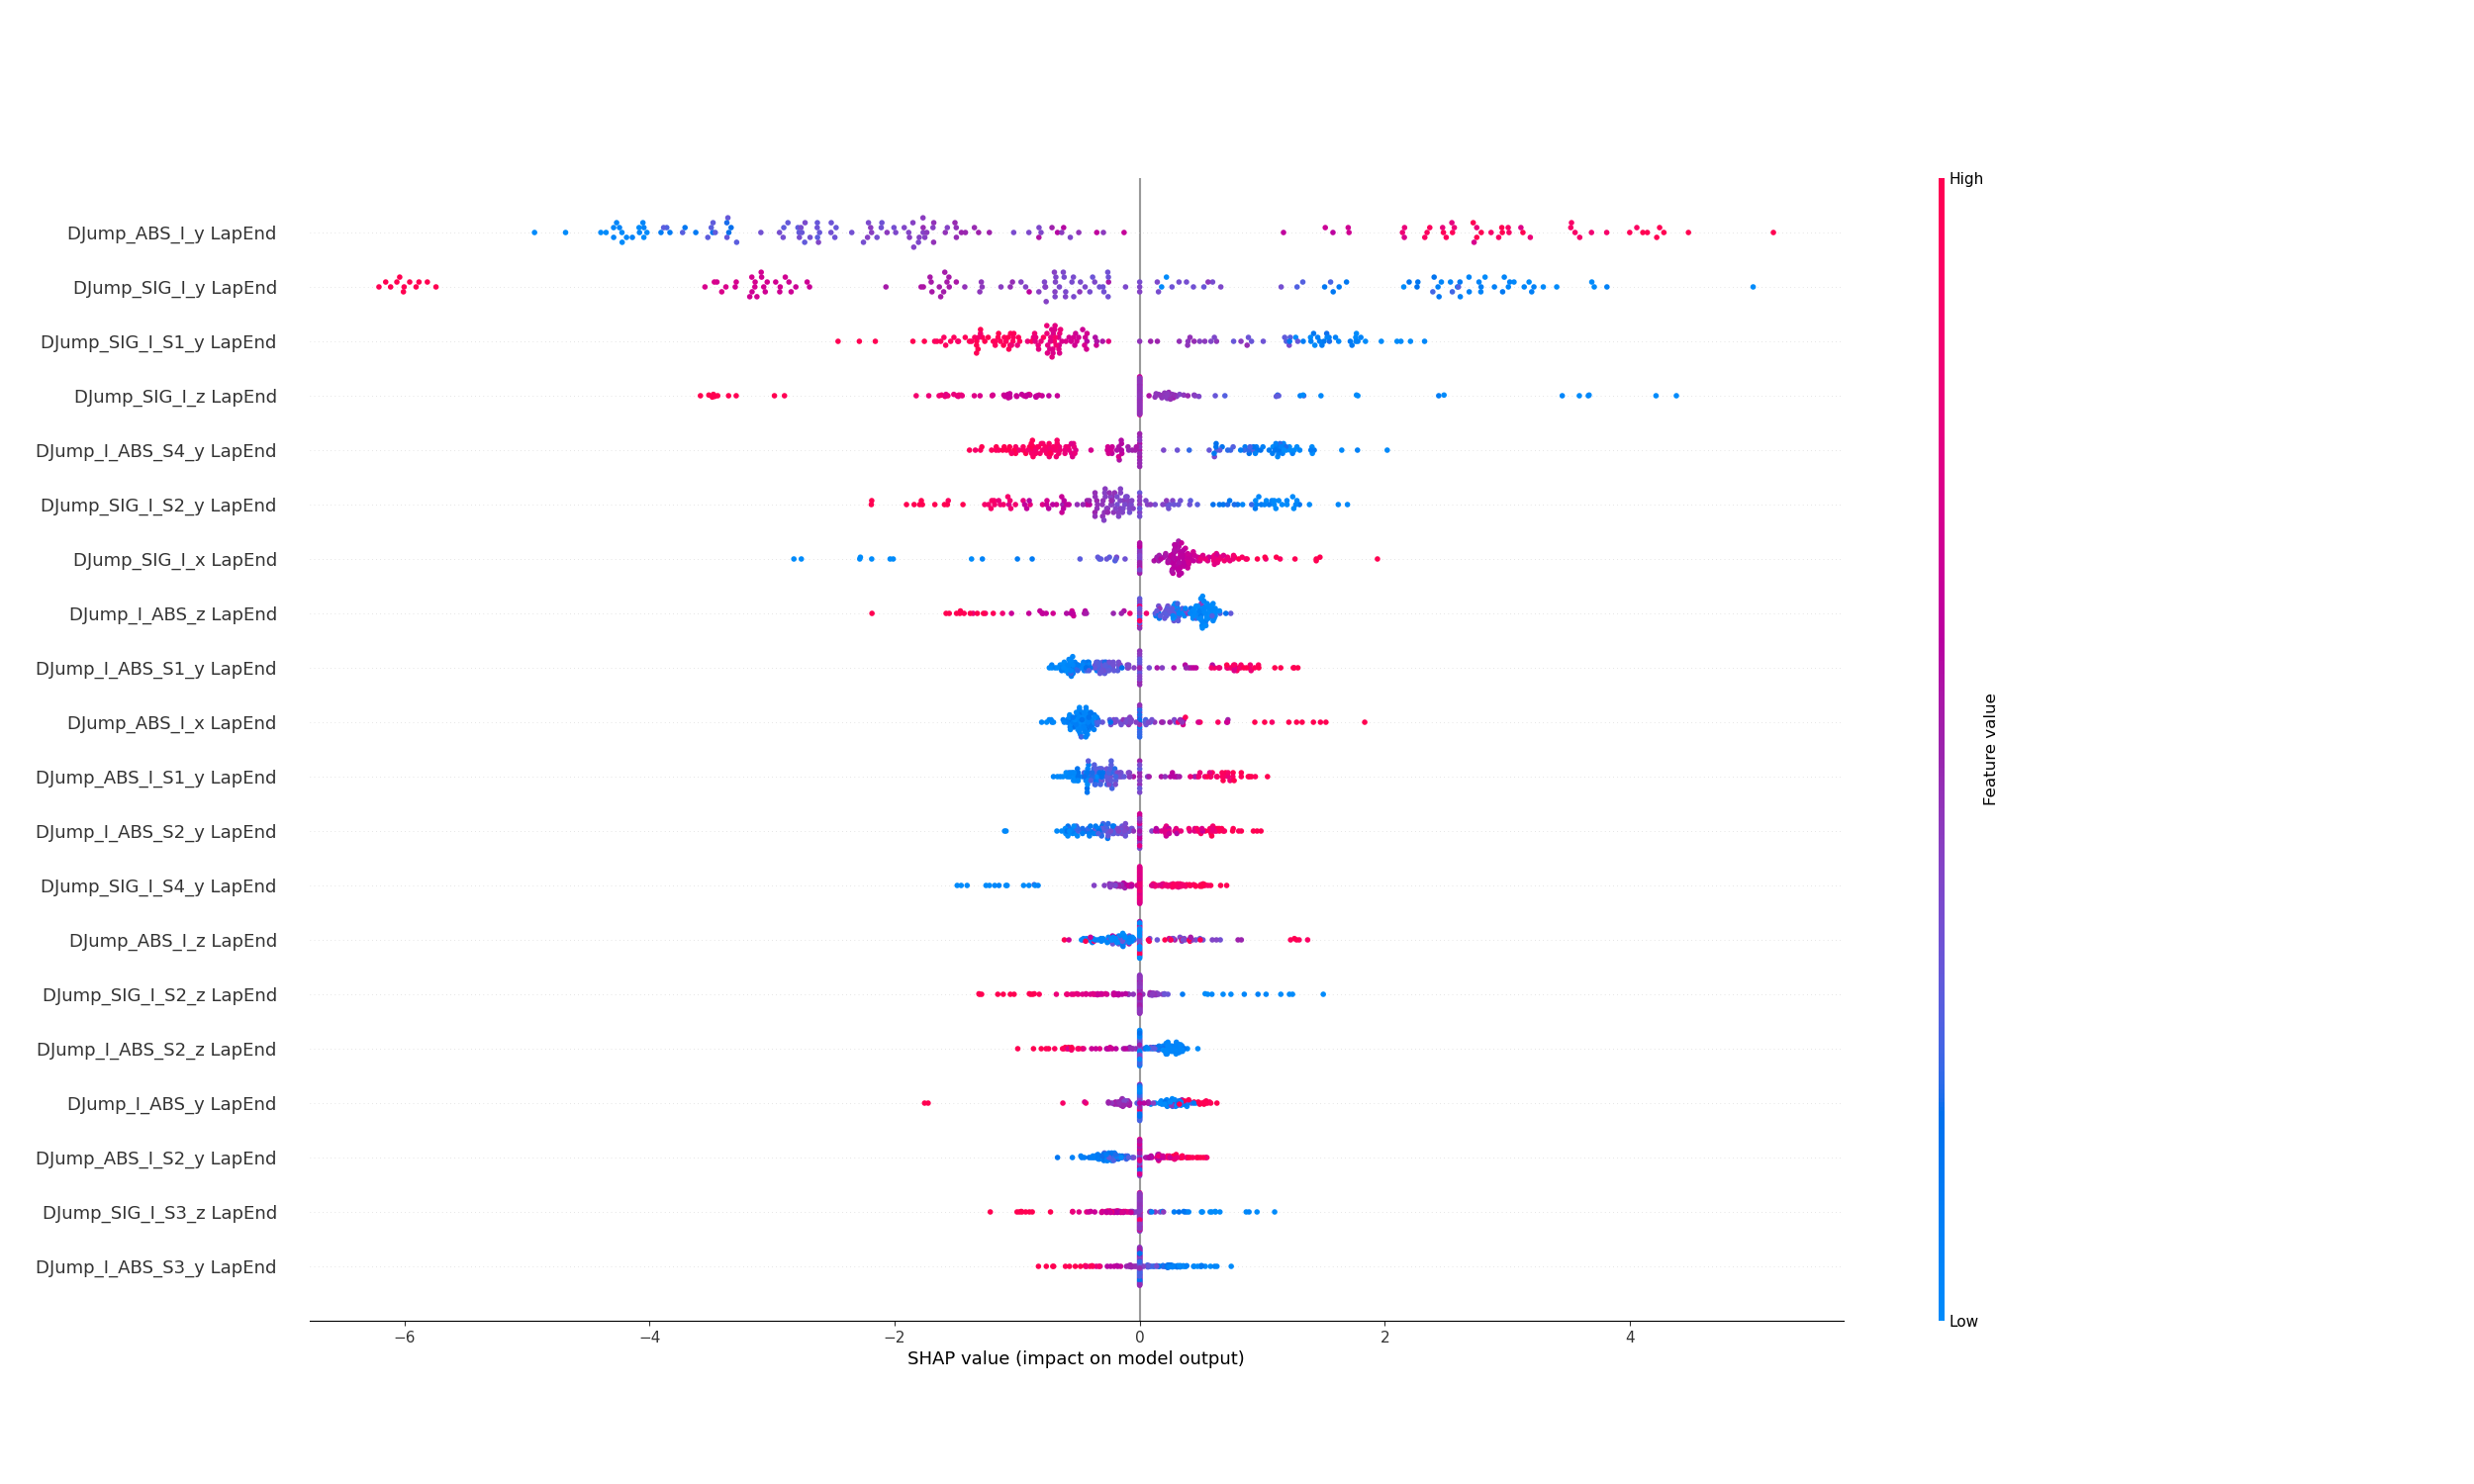 High
DJump_ABS_I_y LapEnd
DJump_SIG_I_y LapEnd
DJump_SIG_I_S1_y LapEnd
DJump_SIG_I_z LapEnd
DJump_I_ABS_S4_y LapEnd
DJump_SIG_I_S2_y LapEnd
DJump_SIG_I_x LapEnd
DJump_I_ABS_z LapEnd
DJump_I_ABS_S1_y LapEnd
DJump_ABS_I_x LapEnd
DJump_ABS_I_S1_y LapEnd
DJump_I_ABS_S2_y LapEnd
DJump_SIG_I_S4_y LapEnd
DJump_ABS_I_z LapEnd
DJump_SIG_I_S2_z LapEnd
DJump_I_ABS_S2_z LapEnd
DJump_I_ABS_y LapEnd
DJump_ABS_I_S2_y LapEnd
DJump_SIG_I_S3_z LapEnd
DJump_I_ABS_S3_y LapEnd
Feature value
Low
−6 −4 −2 0 2 4
SHAP value (impact on model output)